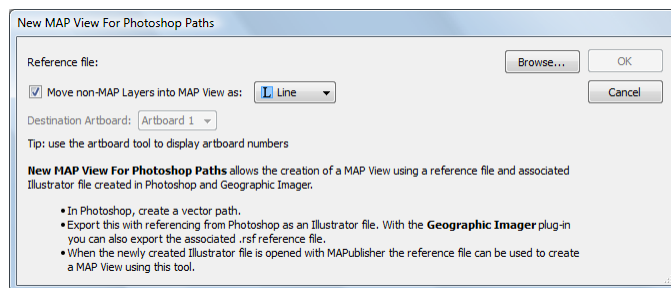 New MAP View For Photoshop Paths
Reference file:
Browse...
OK
Move non-MAP Layers into MAP View as:
L Line
Cancel
Destination Artboard:
Artboard 1
Tip: use the artboard tool to display artboard numbers
New MAP View For Photoshop Paths allows the creation of a MAP View using a reference file and associated
Illustrator file created in Photoshop and Geographic Imager.
• In Photoshop, create a vector path.
• Export this with referencing from Photoshop as an Illustrator file. With the Geographic Imager plug-in
you can also export the associated .rsf reference file.
• When the newly created Illustrator file is opened with MAPublisher the reference file can be used to create
a MAP View using this tool.